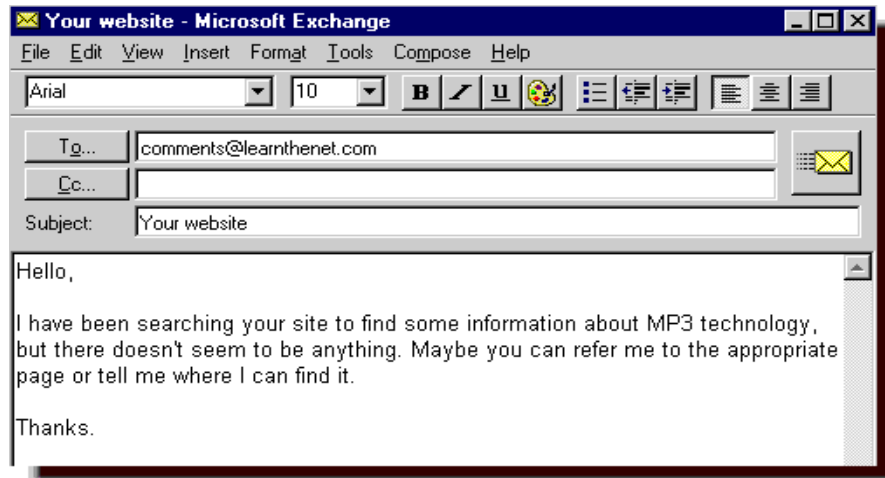 Your website - Microsoft Exchange
File Edit View Insert Format Tools Compose Help
Arial 10 B I U
To... comments@learnthenet.com
Cc...
Subject: Your website
Hello,
I have been searching your site to find some information about MP3 technology,
but there doesn't seem to be anything. Maybe you can refer me to the appropriate
page or tell me where I can find it.
Thanks.